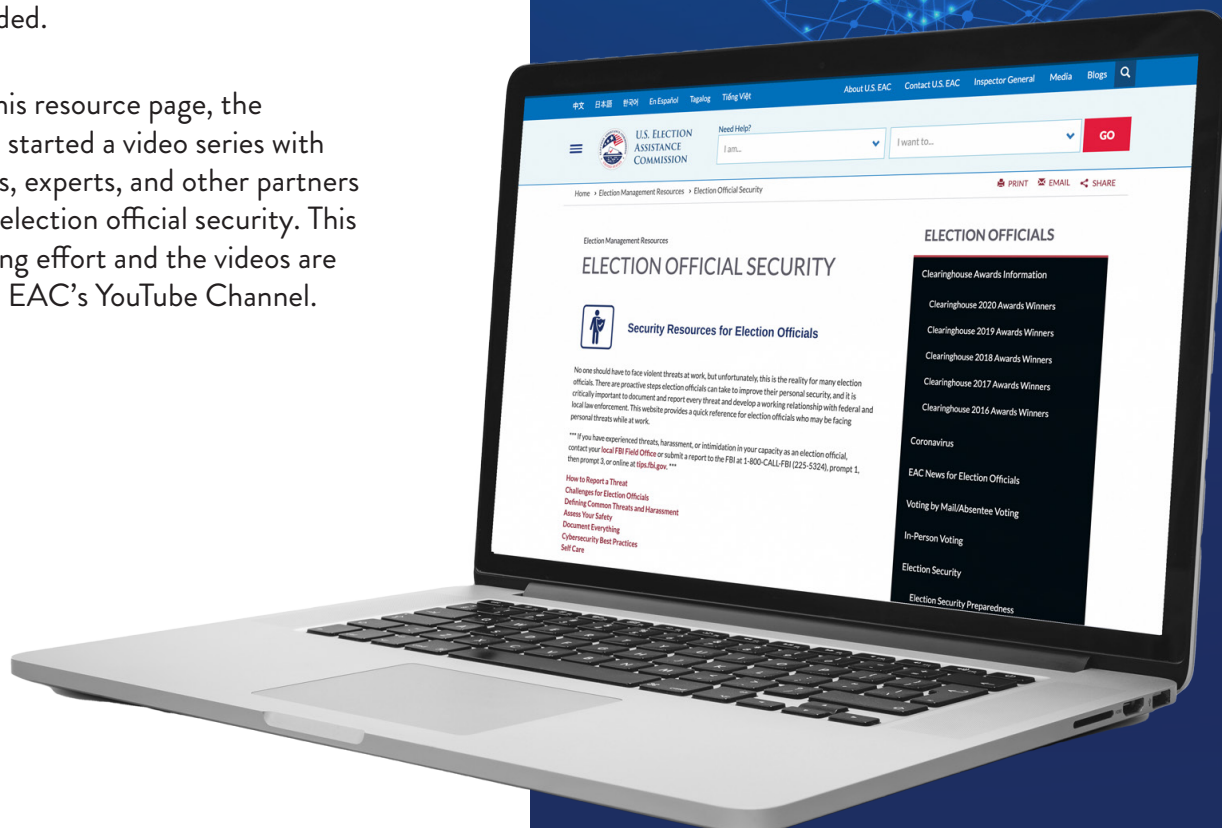 ded.
his resource page, the
started a video series with
s, experts, and other partners
election official security. This
ng effort and the videos are
EAC’s YouTube Channel.
中文 日本語 한국어 En Español Tagalog Tiếng Việt
About U.S. EAC Contact U.S. EAC Inspector General Media Blogs
U.S. ELECTION
ASSISTANCE
COMMISSION
Need Help?
I am...
I want to...
GO
Home › Election Management Resources › Election Official Security
PRINT EMAIL SHARE
Election Management Resources
ELECTION OFFICIAL SECURITY
Security Resources for Election Officials
No one should have to face violent threats at work, but unfortunately, this is the reality for many election
officials. There are proactive steps election officials can take to improve their personal security, and it is
critically important to document and report every threat and develop a working relationship with federal and
local law enforcement. This website provides a quick reference for election officials who may be facing
personal threats while at work.
*** If you have experienced threats, harassment, or intimidation in your capacity as an election official,
contact your local FBI Field Office or submit a report to the FBI at 1-800-CALL-FBI (225-5324), prompt 1,
then prompt 3, or online at tips.fbi.gov. ***
How to Report a Threat
Challenges for Election Officials
Defining Common Threats and Harassment
Assess Your Safety
Document Everything
Cybersecurity Best Practices
Self Care
ELECTION OFFICIALS
Clearinghouse Awards Information
Clearinghouse 2020 Awards Winners
Clearinghouse 2019 Awards Winners
Clearinghouse 2018 Awards Winners
Clearinghouse 2017 Awards Winners
Clearinghouse 2016 Awards Winners
Coronavirus
EAC News for Election Officials
Voting by Mail/Absentee Voting
In-Person Voting
Election Security
Election Security Preparedness